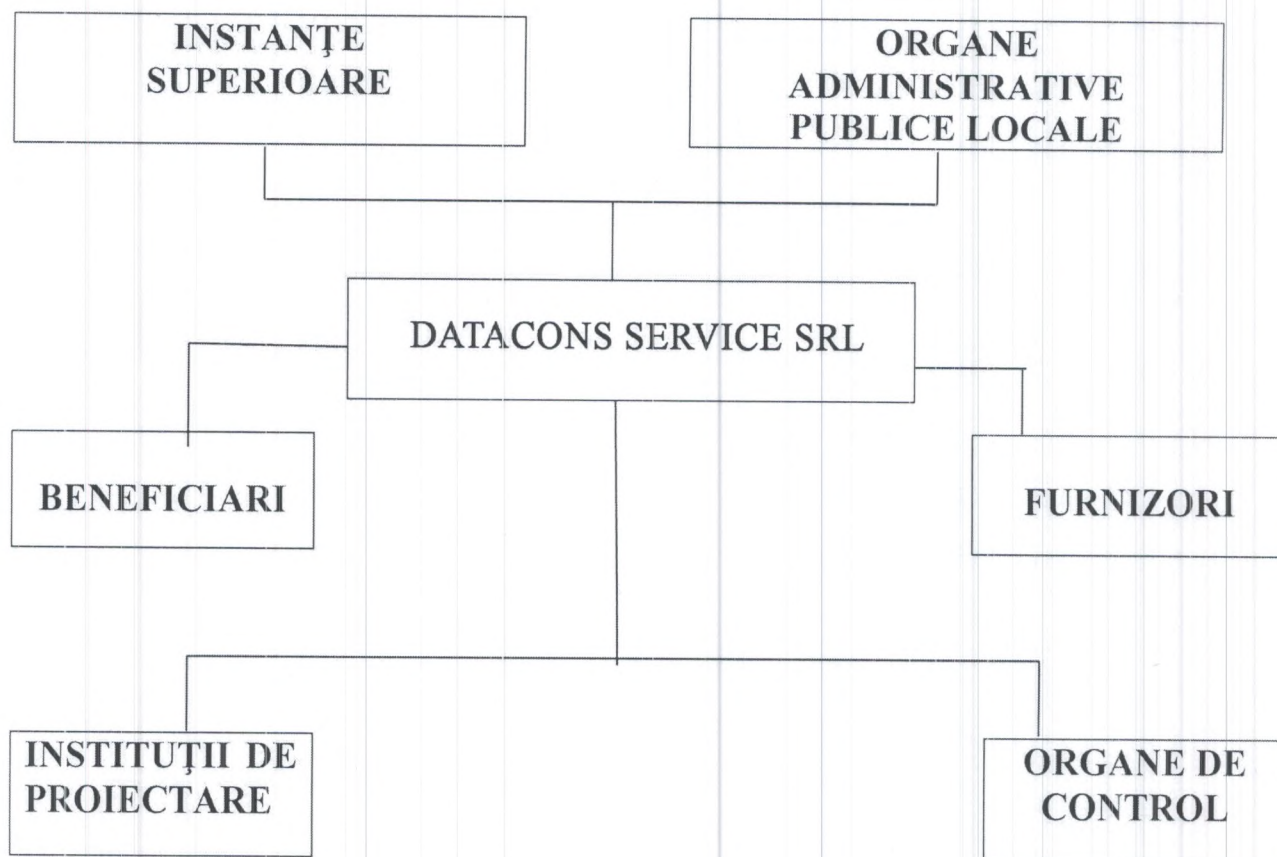 INSTANŢE
SUPERIOARE
ORGANE
ADMINISTRATIVE
PUBLICE LOCALE
DATACONS SERVICE SRL
BENEFICIARI
FURNIZORI
INSTITUŢII DE
PROIECTARE
ORGANE DE
CONTROL